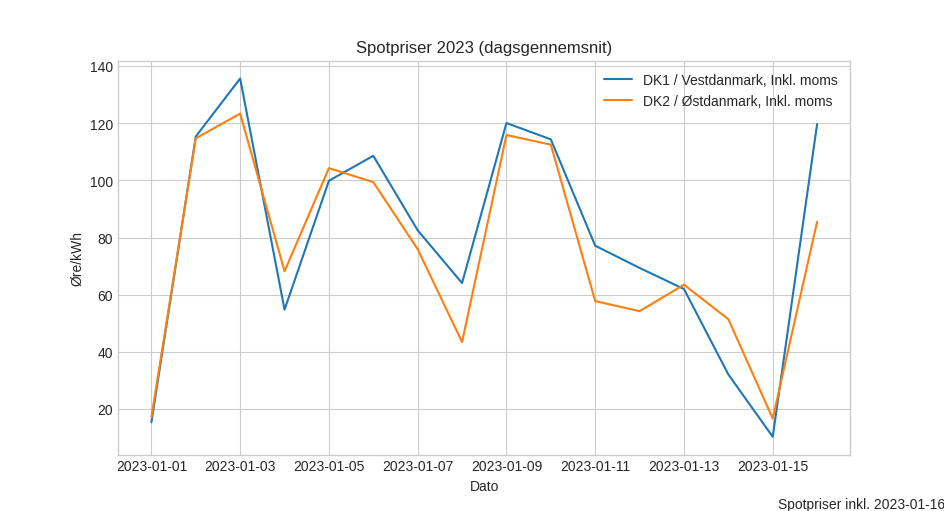 Spotpriser 2023 (dagsgennemsnit)
DK1 / Vestdanmark, Inkl. moms
DK2 / Østdanmark, Inkl. moms
Øre/kWh
140
120
100
80
60
40
20
2023-01-01 2023-01-03 2023-01-05 2023-01-07 2023-01-09 2023-01-11 2023-01-13 2023-01-15
Dato
Spotpriser inkl. 2023-01-16